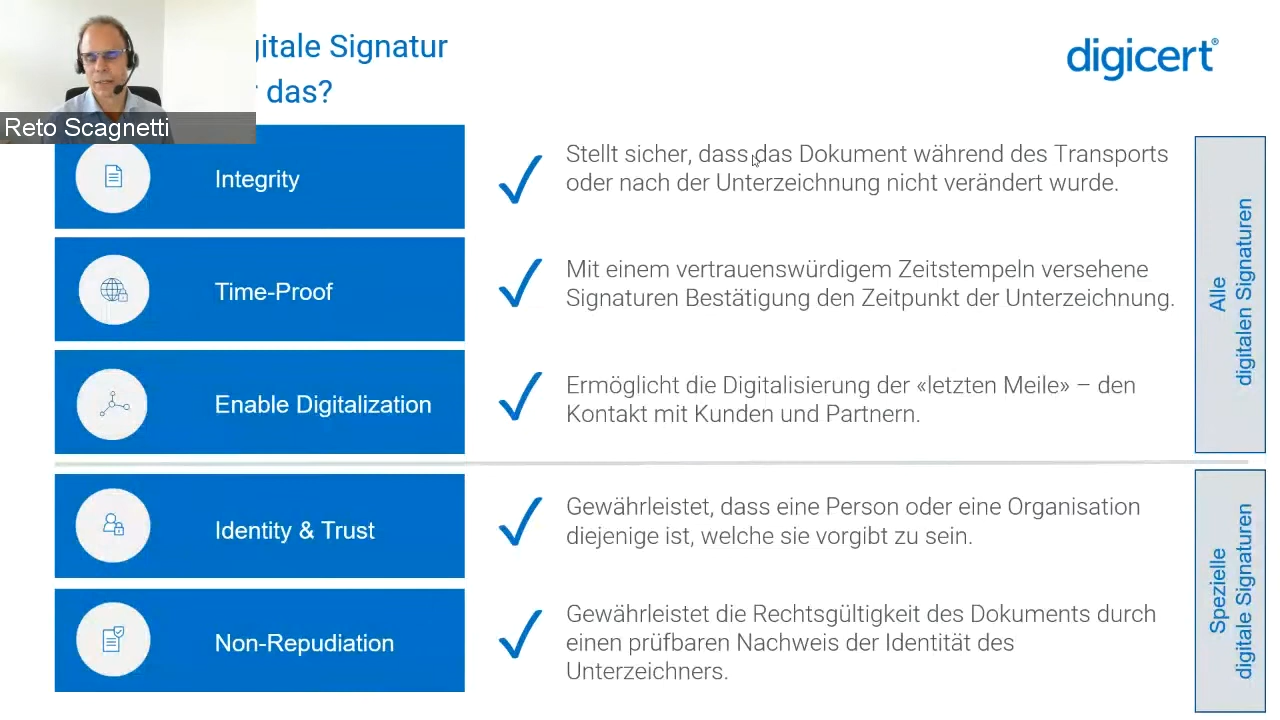 gitale Signatur
das?
digicert®
Reto Scagnetti
Integrity
Stellt sicher, dass das Dokument während des Transports
oder nach der Unterzeichnung nicht verändert wurde.
Time-Proof
Mit einem vertrauenswürdigem Zeitstempeln versehene
Signaturen Bestätigung den Zeitpunkt der Unterzeichnung.
Enable Digitalization
Ermöglicht die Digitalisierung der «letzten Meile» – den
Kontakt mit Kunden und Partnern.
Alle
digitalen Signaturen
Identity & Trust
Gewährleistet, dass eine Person oder eine Organisation
diejenige ist, welche sie vorgibt zu sein.
Non-Repudiation
Gewährleistet die Rechtsgültigkeit des Dokuments durch
einen prüfbaren Nachweis der Identität des
Unterzeichners.
Spezielle
digitale Signaturen